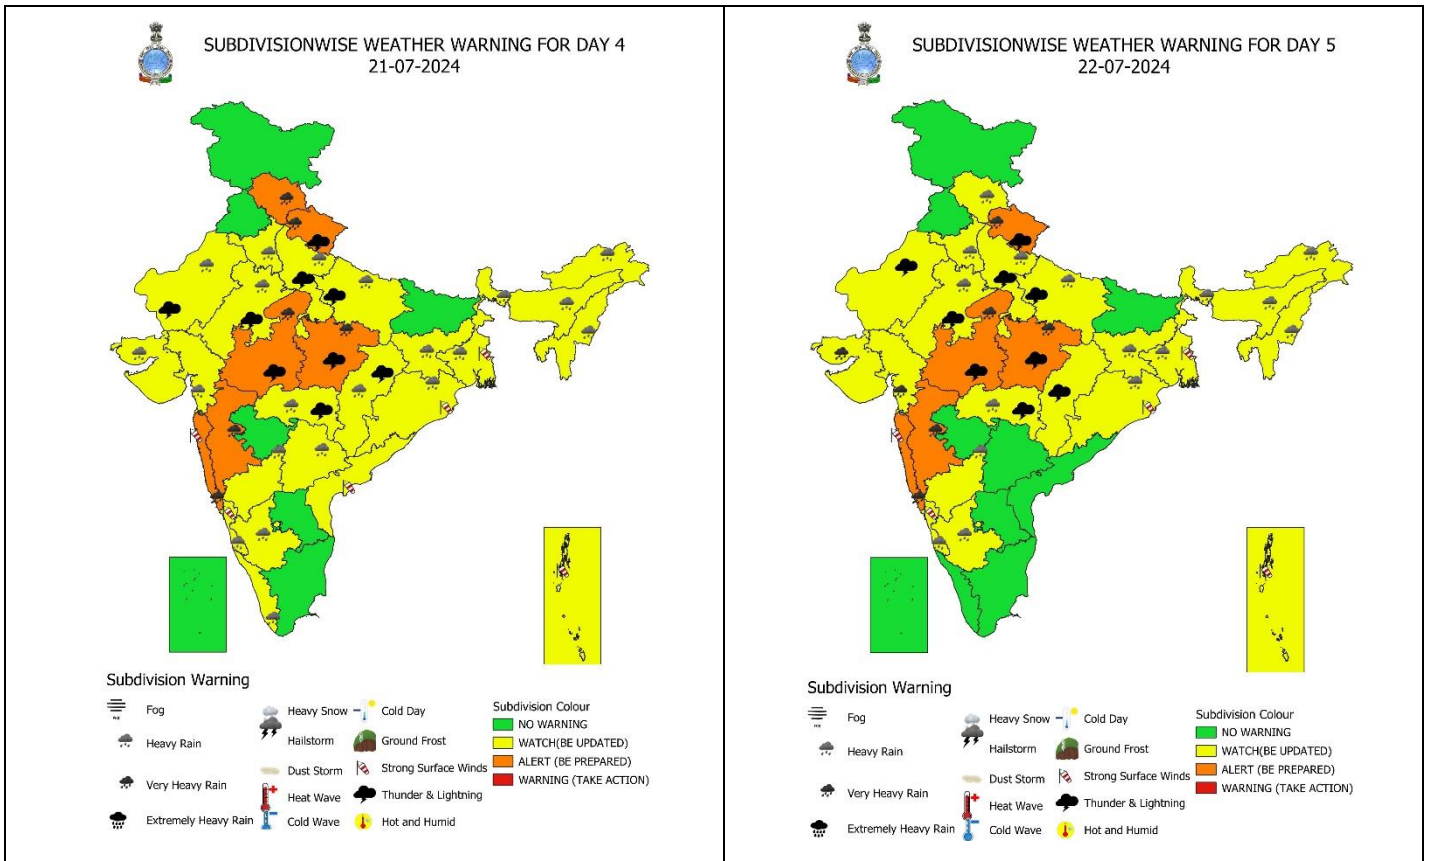 SUBDIVISIONWISE WEATHER WARNING FOR DAY 4
21-07-2024
Subdivision Warning
Fog
Heavy Rain
Very Heavy Rain
Extremely Heavy Rain
Heavy Snow
Hailstorm
Dust Storm
Heat Wave
Cold Wave
Cold Day
Ground Frost
Strong Surface Winds
Thunder & Lightning
Hot and Humid
Subdivision Colour
NO WARNING
WATCH(BE UPDATED)
ALERT (BE PREPARED)
WARNING (TAKE ACTION)
SUBDIVISIONWISE WEATHER WARNING FOR DAY 5
22-07-2024
Subdivision Warning
Fog
Heavy Rain
Very Heavy Rain
Extremely Heavy Rain
Heavy Snow
Hailstorm
Dust Storm
Heat Wave
Cold Wave
Cold Day
Ground Frost
Strong Surface Winds
Thunder & Lightning
Hot and Humid
Subdivision Colour
NO WARNING
WATCH(BE UPDATED)
ALERT (BE PREPARED)
WARNING (TAKE ACTION)